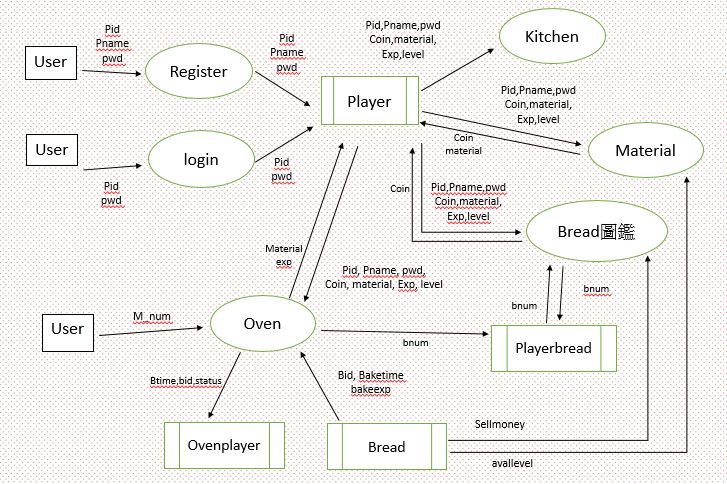 Pid
Pname
pwd
User
Register
Pid
Pname
pwd
Pid,Pname,pwd
Coin,material,
Exp,level
Kitchen
Player
Pid,Pname,pwd
Coin,material,
Exp,level
User
login
Pid
pwd
Pid
pwd
Coin
material
Material
Coin
Pid,Pname,pwd
Coin,material,
Exp,level
Bread圖鑑
Material
exp
Pid, Pname, pwd,
Coin, material, Exp, level
bnum
bnum
User
M_num
Oven
bnum
Playerbread
Btime,bid,status
Bid, Baketime
bakeexp
Ovenplayer
Bread
Sellmoney
avallevel